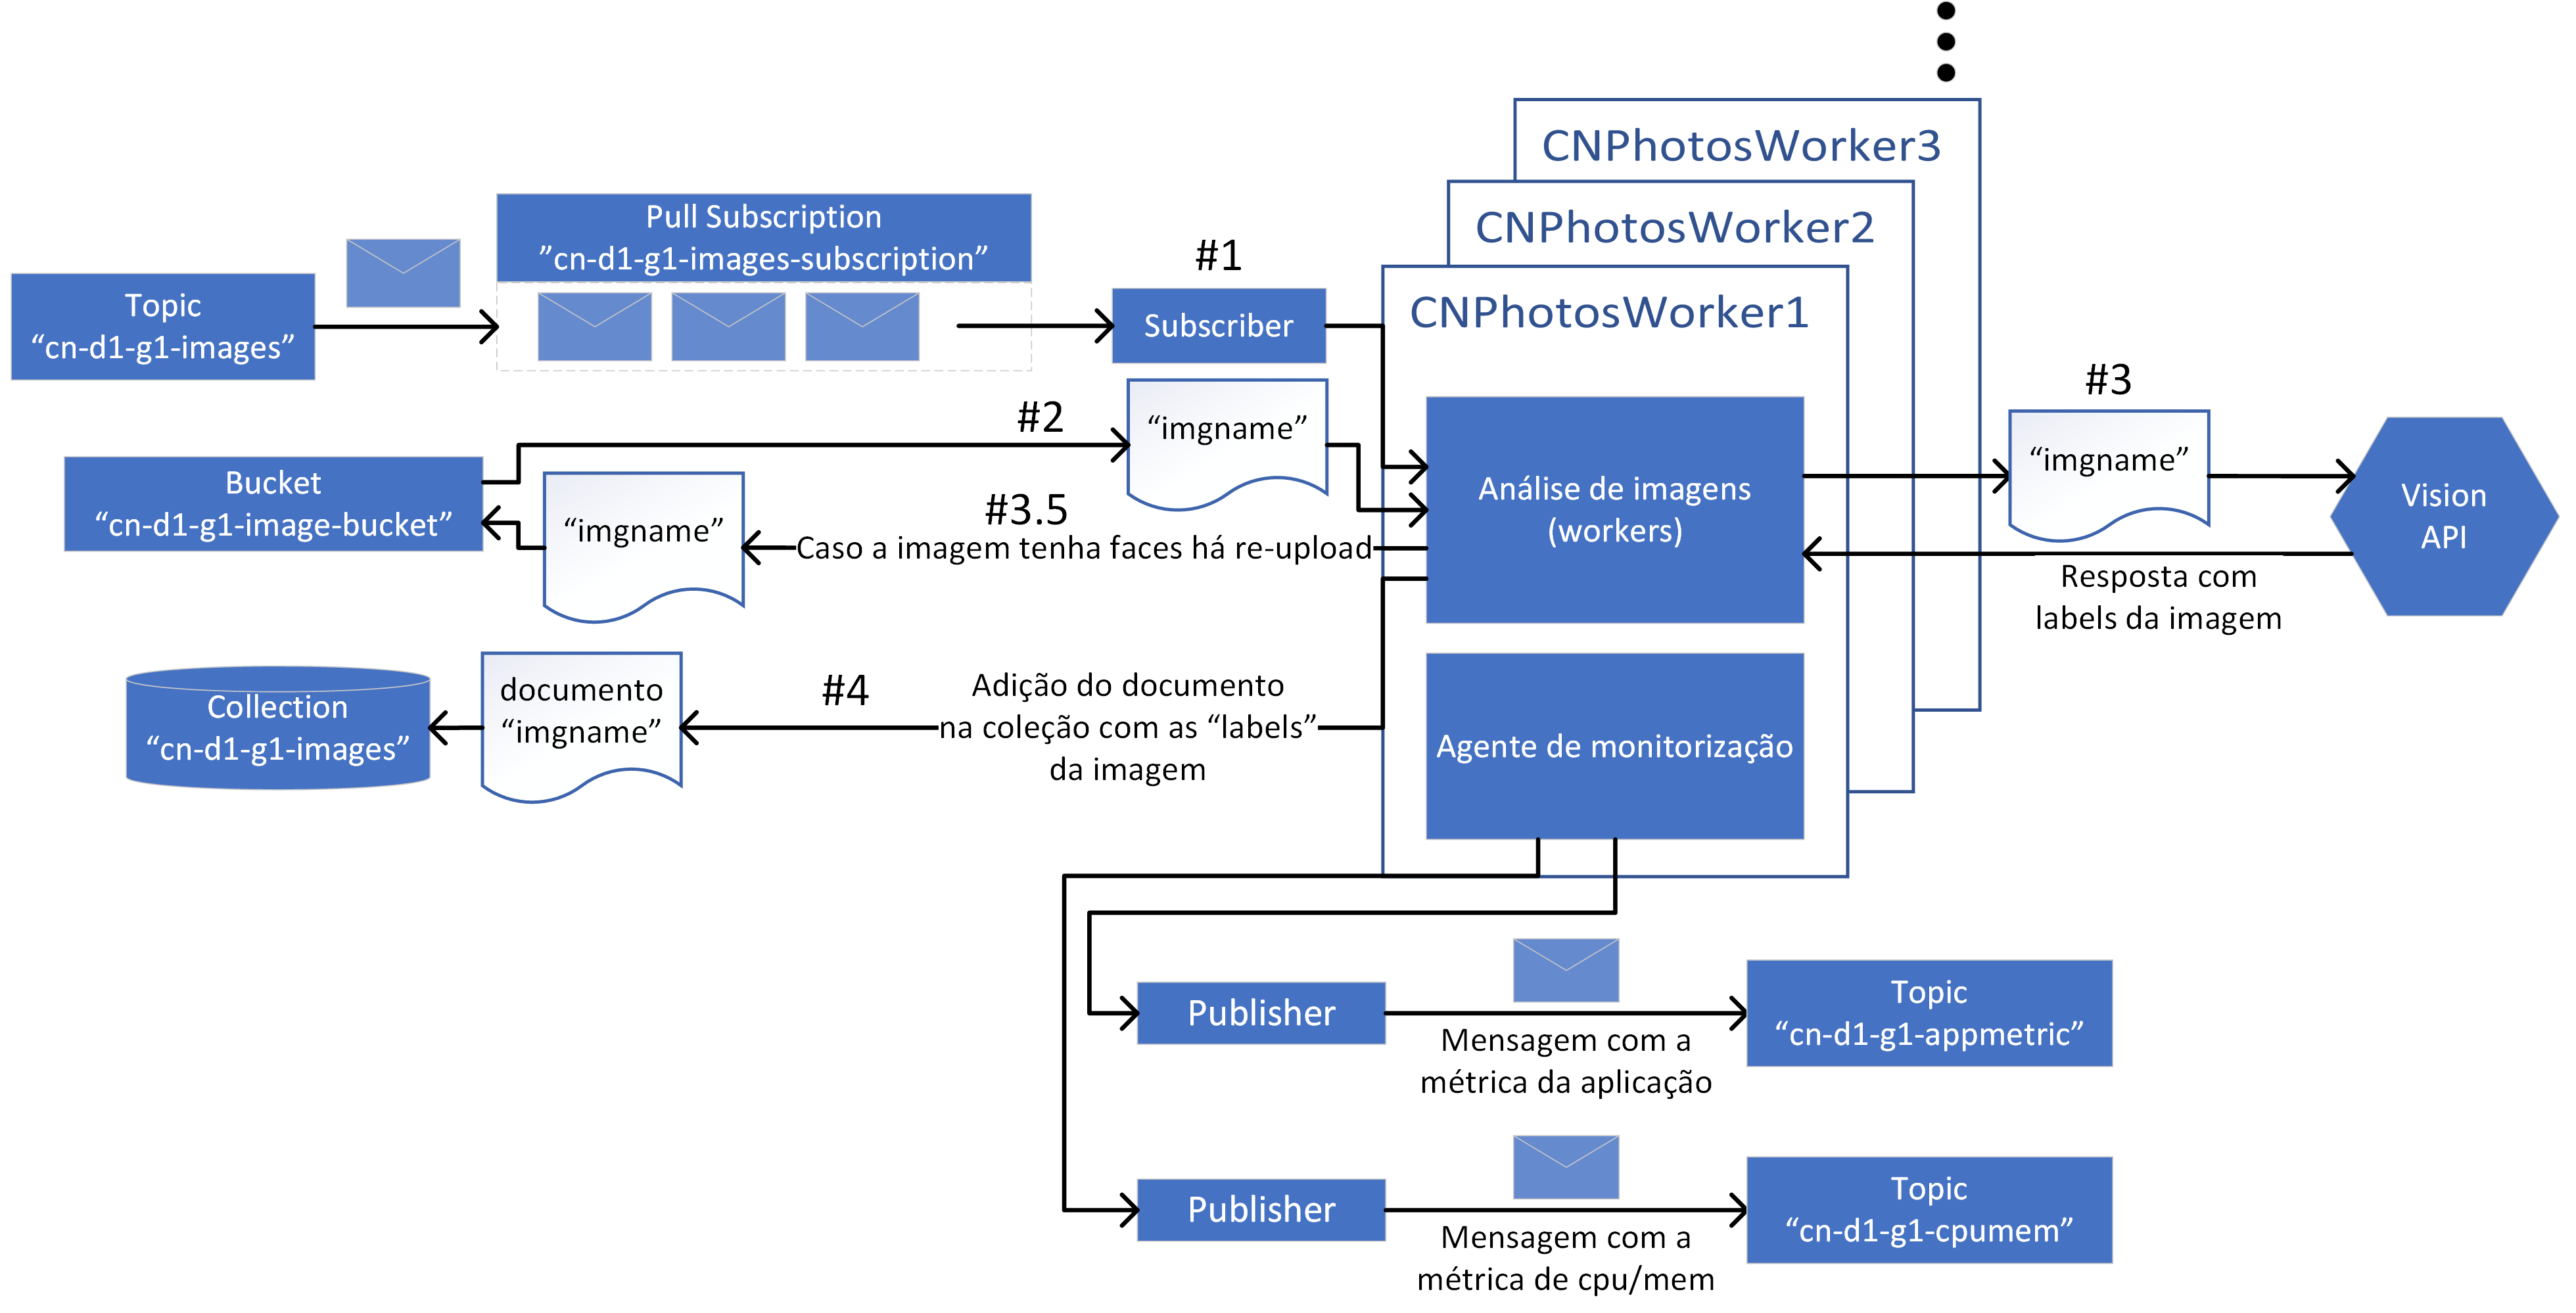 CNPhotosWorker3
CNPhotosWorker2
CNPhotosWorker1
Topic
“cn-d1-g1-images”
Pull Subscription
”cn-d1-g1-images-subscription”
#1
Subscriber
#2
“imgname”
Bucket
“cn-d1-g1-image-bucket”
“imgname”
#3.5
Caso a imagem tenha faces há re-upload
Análise de imagens
(workers)
#3
“imgname”
Vision
API
Resposta com
labels da imagem
Collection
“cn-d1-g1-images”
documento
“imgname”
#4
Adição do documento
na coleção com as “labels”
da imagem
Agente de monitorização
Publisher
Mensagem com a
métrica da aplicação
Topic
“cn-d1-g1-appmetric”
Publisher
Mensagem com a
métrica de cpu/mem
Topic
“cn-d1-g1-cpumem”